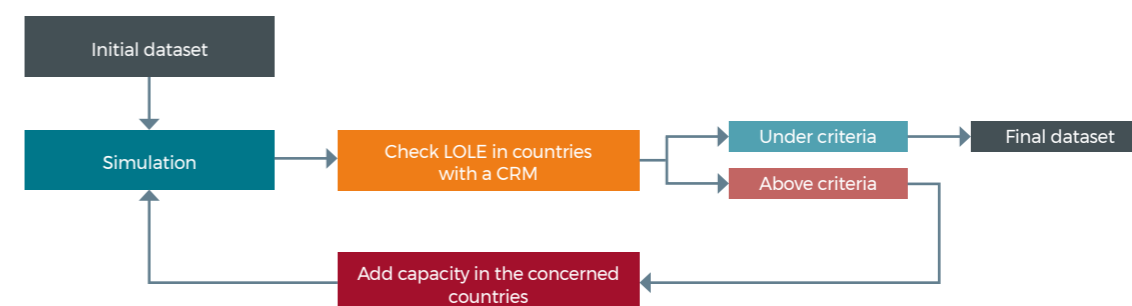 Initial dataset
Simulation
Check LOLE in countries
with a CRM
Under criteria
Final dataset
Above criteria
Add capacity in the concerned
countries